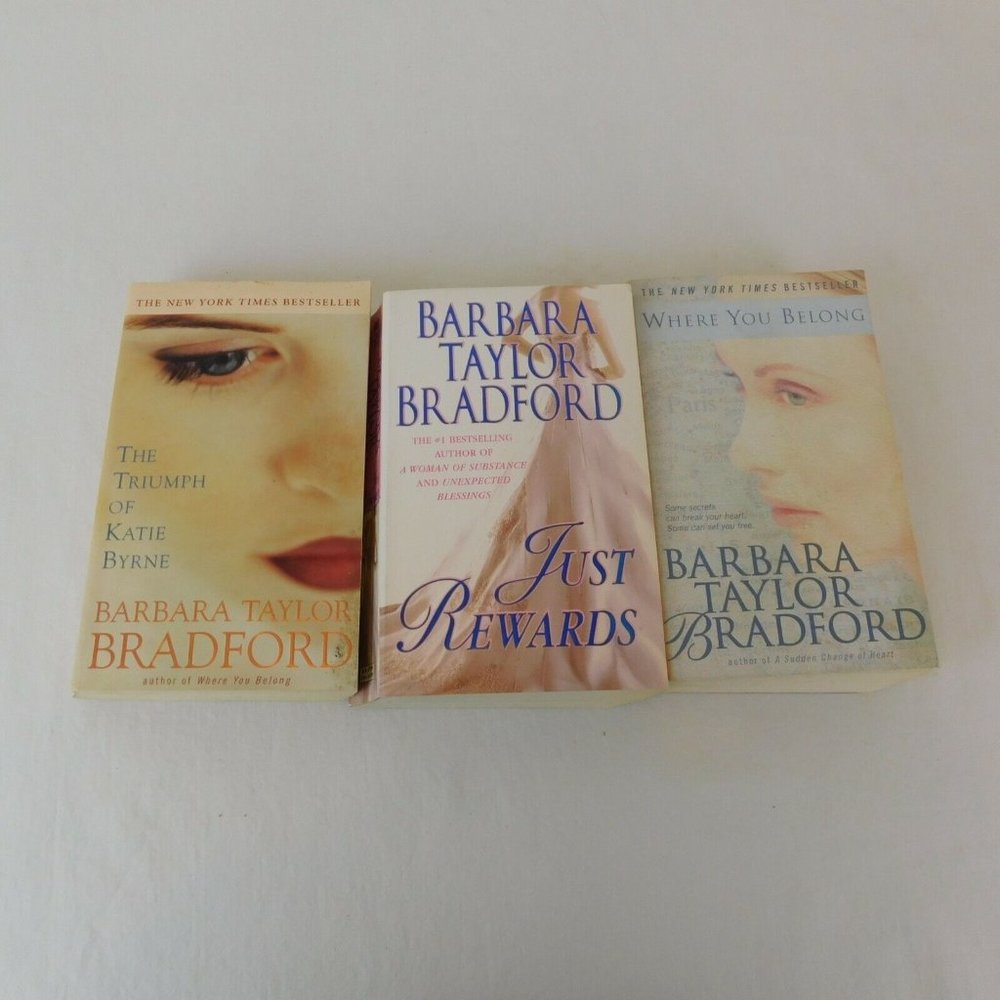 THE NEW YORK TIMES BESTSELLER
THE
TRIUMPH
OF
KATIE
BYRNE
BARBARA TAYLOR
BRADFORD
author of Where You Belong
BARBARA
TAYLOR
BRADFORD
THE #1 BESTSELLING
AUTHOR OF
A WOMAN OF SUBSTANCE
AND UNEXPECTED
BLESSINGS
JUST
REWARDS
THE NEW YORK TIMES BESTSELLER
WHERE YOU BELONG
Paris
Some secrets
can break your heart.
Some can set you free.
BARBARA
TAYLOR
BRADFORD
author of A Sudden Change of Heart